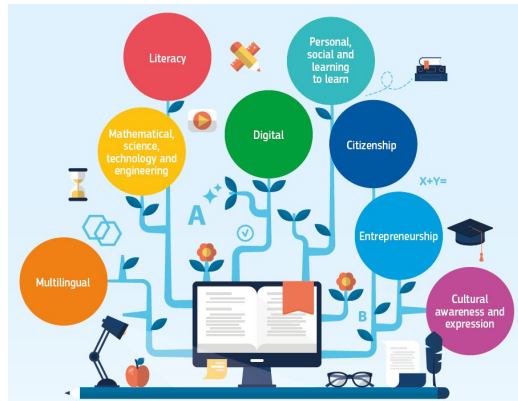 Literacy
Personal,
social and
learning
to learn
Mathematical,
science,
technology and
engineering
Digital
Citizenship
A
X+Y=
Entrepreneurship
Multilingual
B
Cultural
awareness and
expression